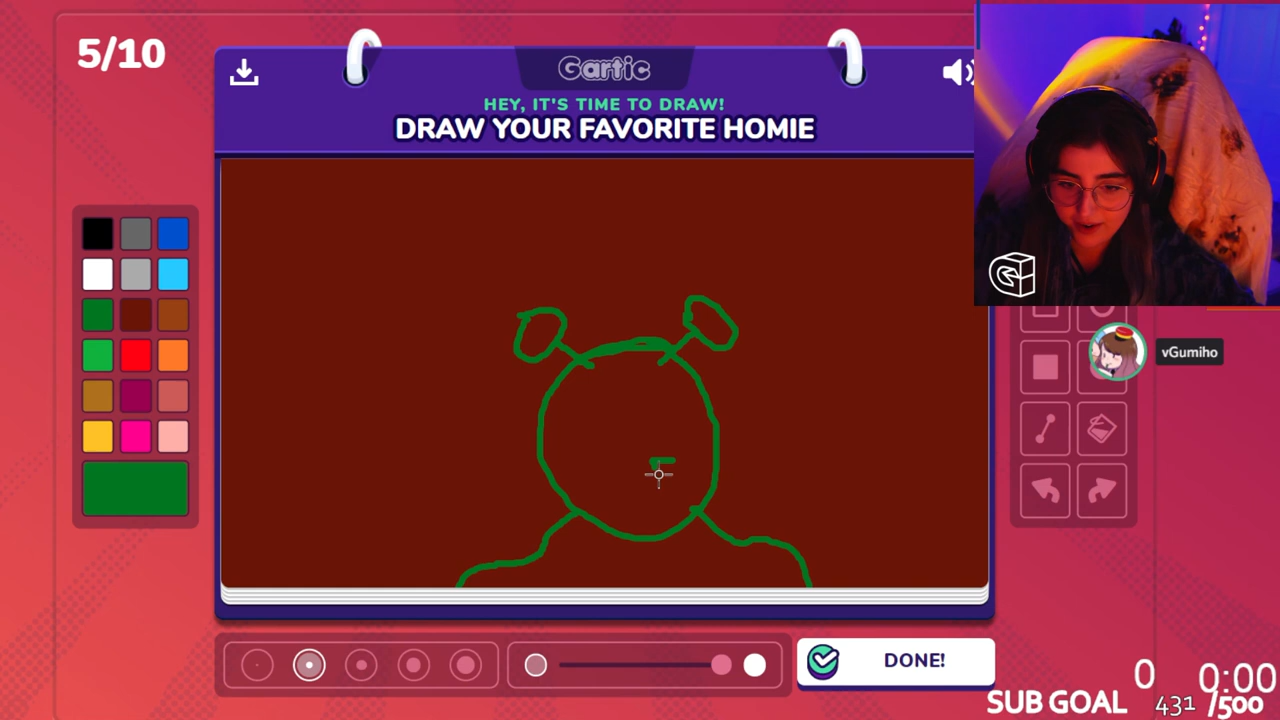 5/10
Gartic
HEY, IT'S TIME TO DRAW!
DRAW YOUR FAVORITE HOMIE
vGumiho
DONE!
0 0:00
SUB GOAL 431 /500